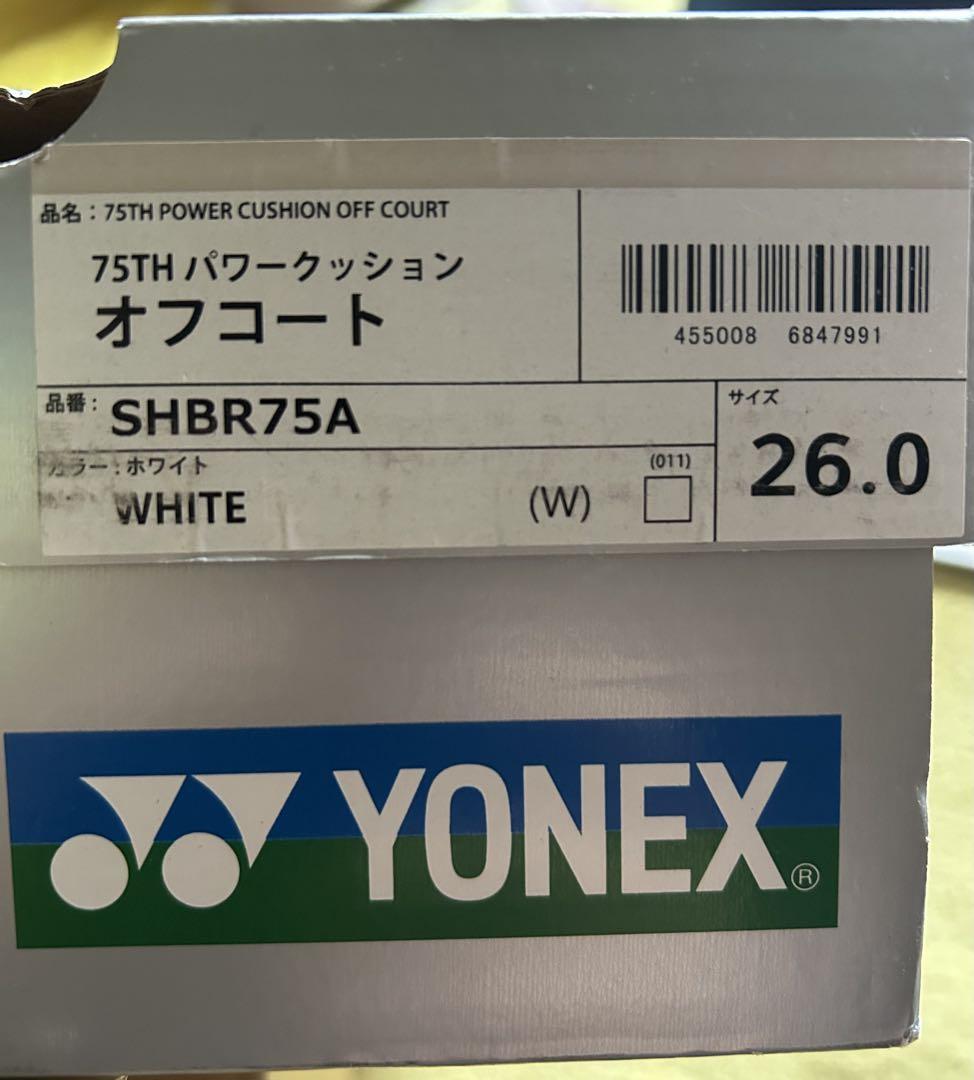 品名：75TH POWER CUSHION OFF COURT
75TH パワークッション
オフコート
455008 6847991
品番： SHBR75A
サイズ
26.0
カラー：ホワイト
(011)
WHITE (W)
YONEX®